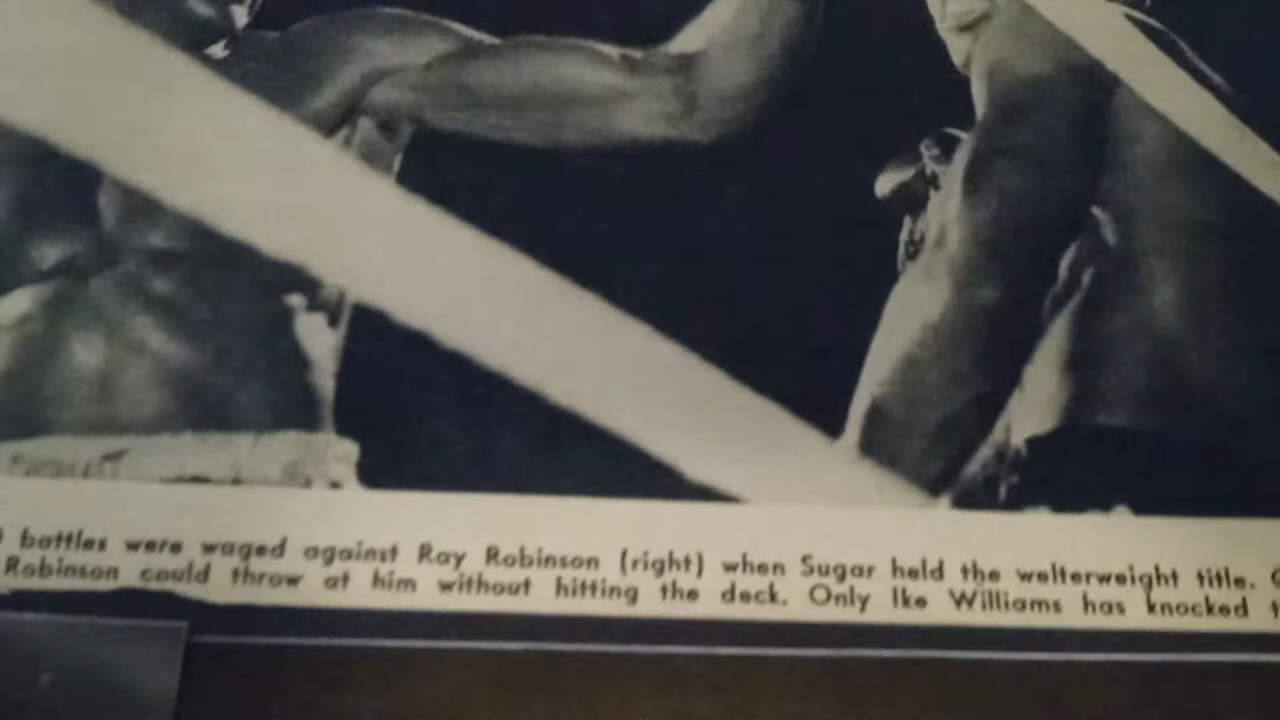 battles were waged against Ray Robinson (right) when Sugar held the welterweight title.
Robinson could throw at him without hitting the deck. Only Ike Williams has knocked